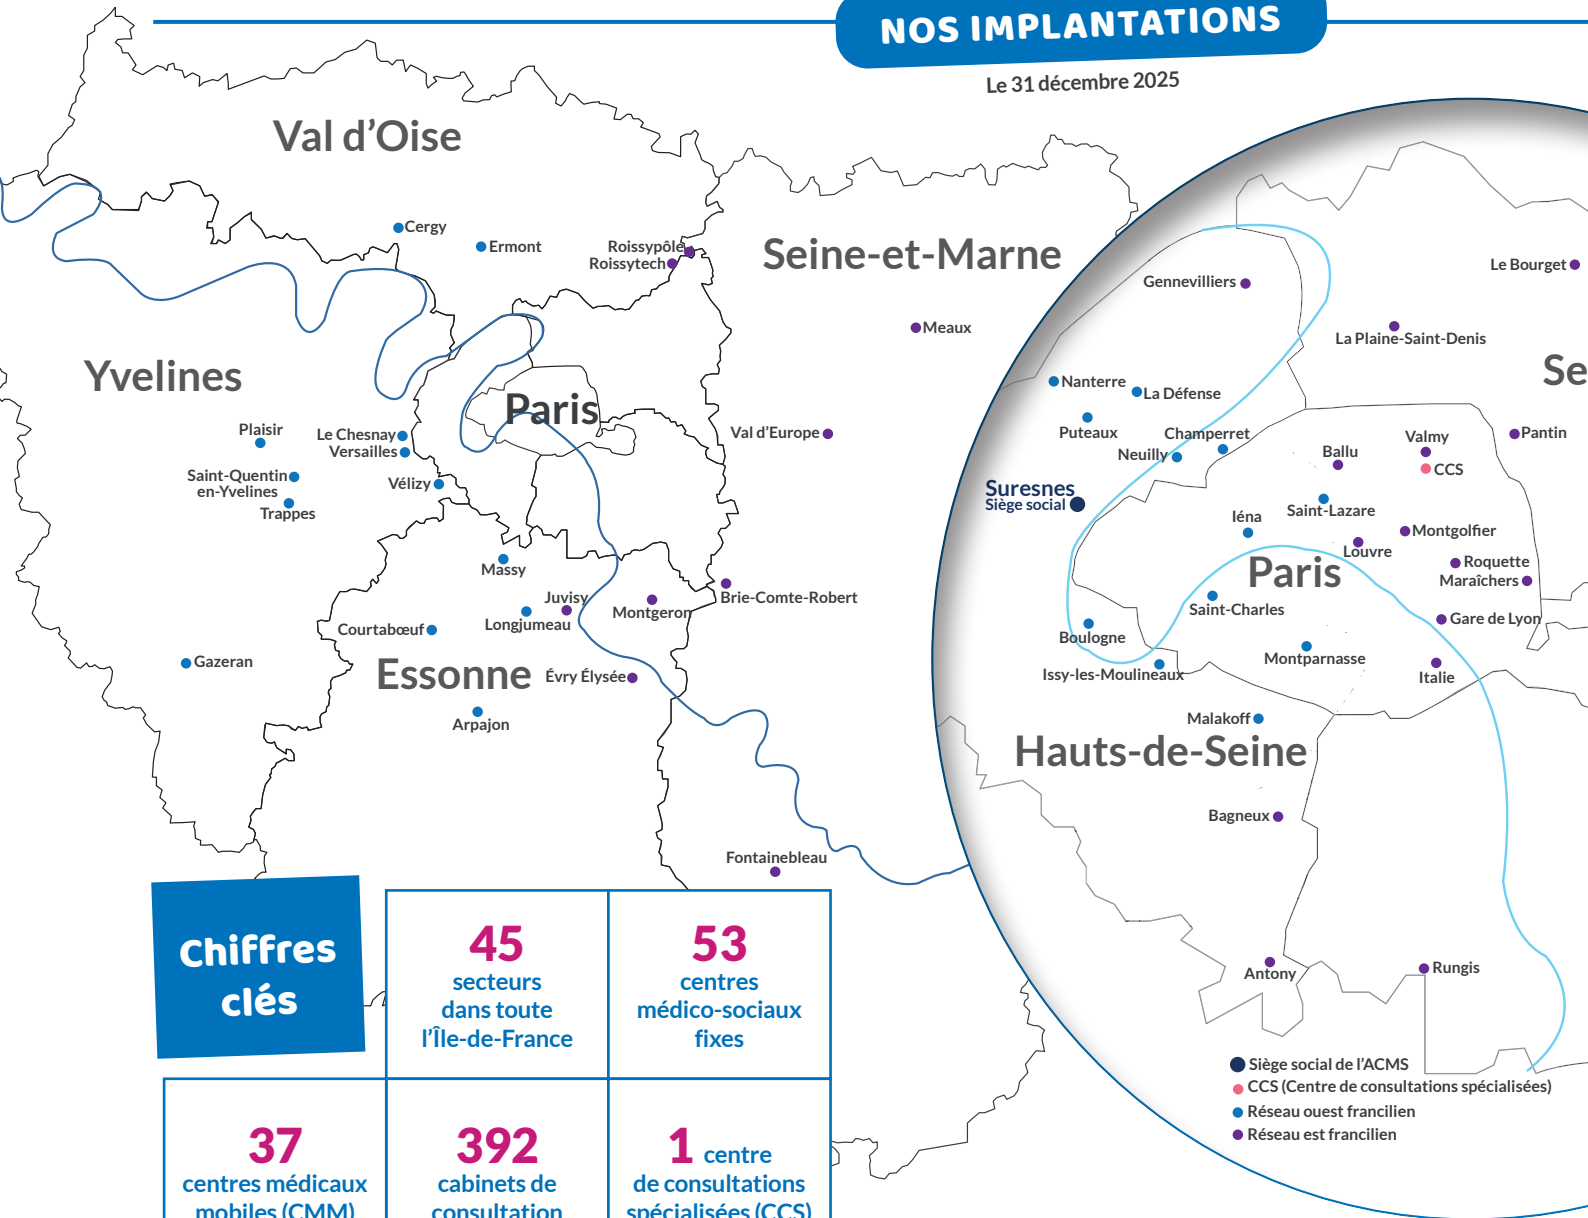 NOS IMPLANTATIONS
Le 31 décembre 2025
Val d’Oise
Cergy
Ermont
Roissypôle
Roissytech
Seine-et-Marne
Meaux
Val d’Europe
Brie-Comte-Robert
Fontainebleau
Yvelines
Plaisir
Le Chesnay
Versailles
Saint-Quentin
en-Yvelines
Trappes
Vélizy
Gazeran
Paris
Essonne
Massy
Juvisy
Longjumeau
Montgeron
Courtabœuf
Évry Élysée
Arpajon
Gennevilliers
Le Bourget
La Plaine-Saint-Denis
Se
Nanterre
La Défense
Puteaux
Champerret
Neuilly
Suresnes
Siège social
Ballu
Valmy
CCS
Pantin
Saint-Lazare
Iéna
Louvre
Montgolfier
Roquette
Maraîchers
Paris
Saint-Charles
Gare de Lyon
Boulogne
Montparnasse
Italie
Issy-les-Moulineaux
Malakoff
Hauts-de-Seine
Bagneux
Antony
Rungis
Siège social de l’ACMS
CCS (Centre de consultations spécialisées)
Réseau ouest francilien
Réseau est francilien
Chiffres
clés
45
secteurs
dans toute
l’Île-de-France
53
centres
médico-sociaux
fixes
37
centres médicaux
mobiles (CMM)
392
cabinets de
consultation
1 centre
de consultations
spécialisées (CCS)